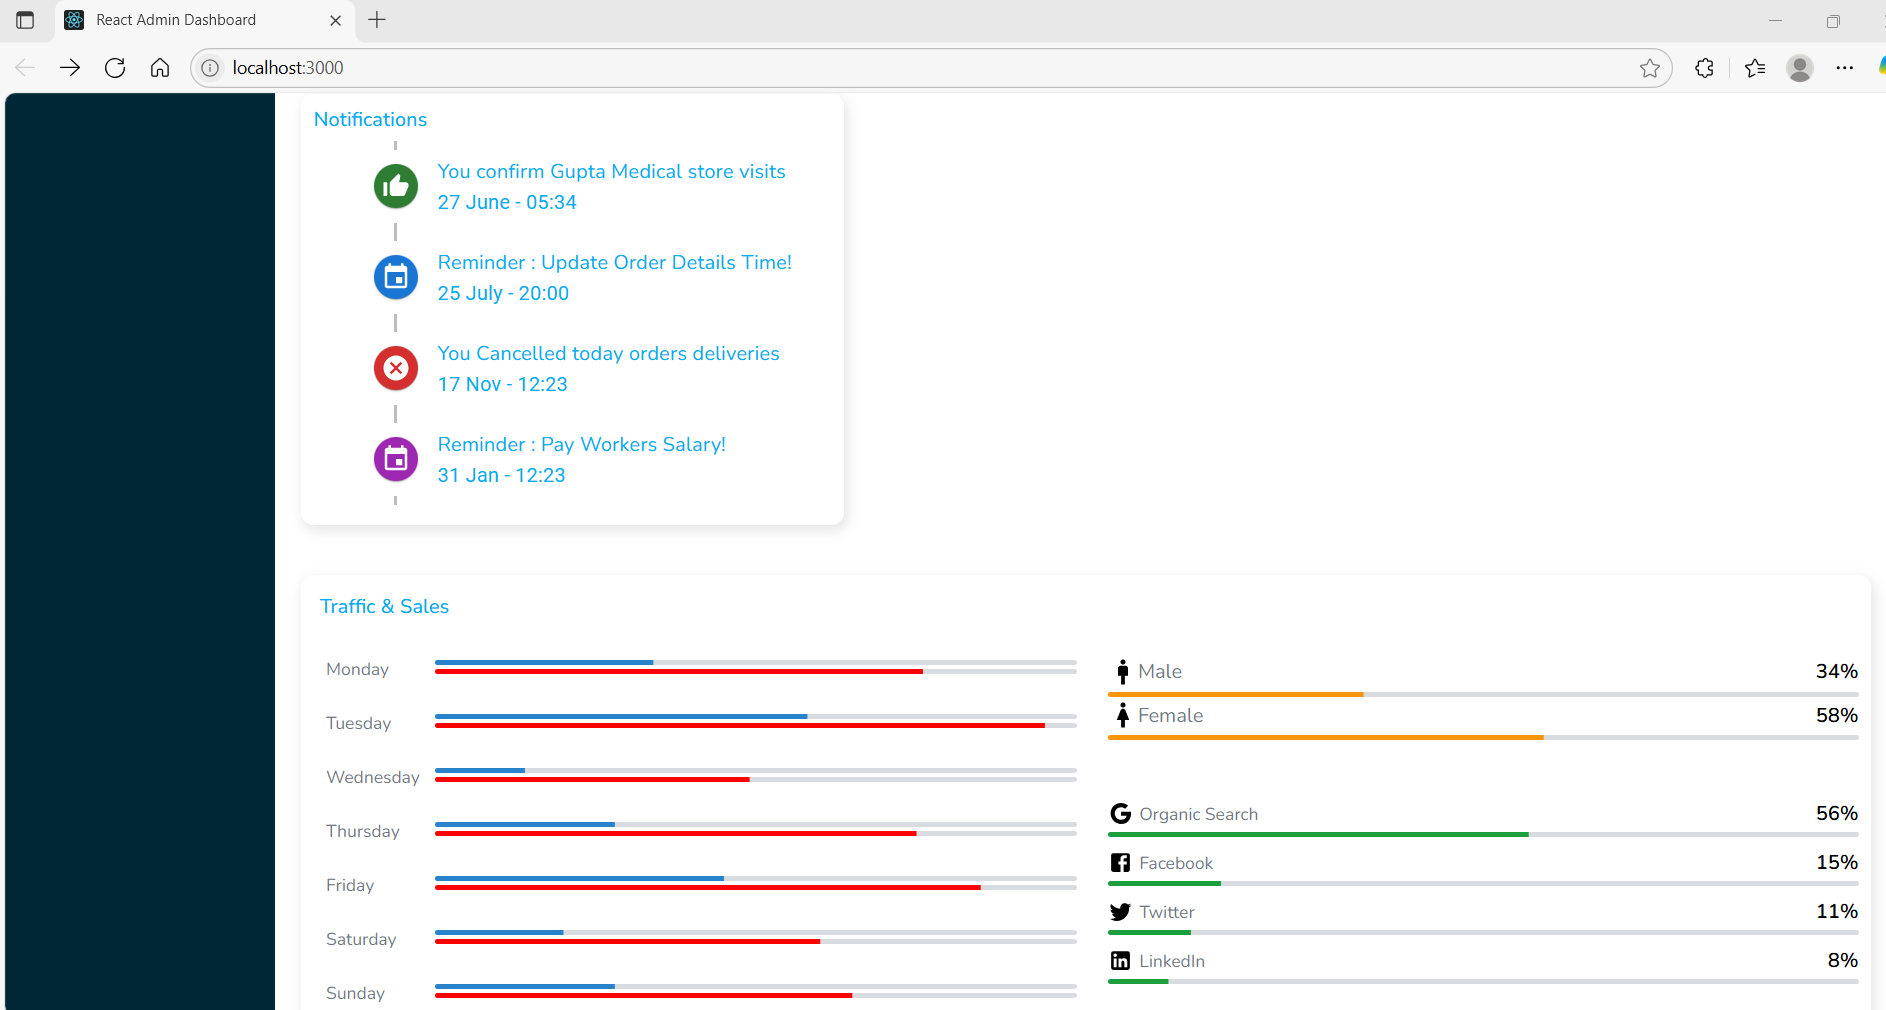 React Admin Dashboard
localhost:3000
Notifications
You confirm Gupta Medical store visits
27 June - 05:34
Reminder : Update Order Details Time!
25 July - 20:00
You Cancelled today orders deliveries
17 Nov - 12:23
Reminder : Pay Workers Salary!
31 Jan - 12:23
Traffic & Sales
Monday
Tuesday
Wednesday
Thursday
Friday
Saturday
Sunday
Male 34%
Female 58%
Organic Search 56%
Facebook 15%
Twitter 11%
LinkedIn 8%